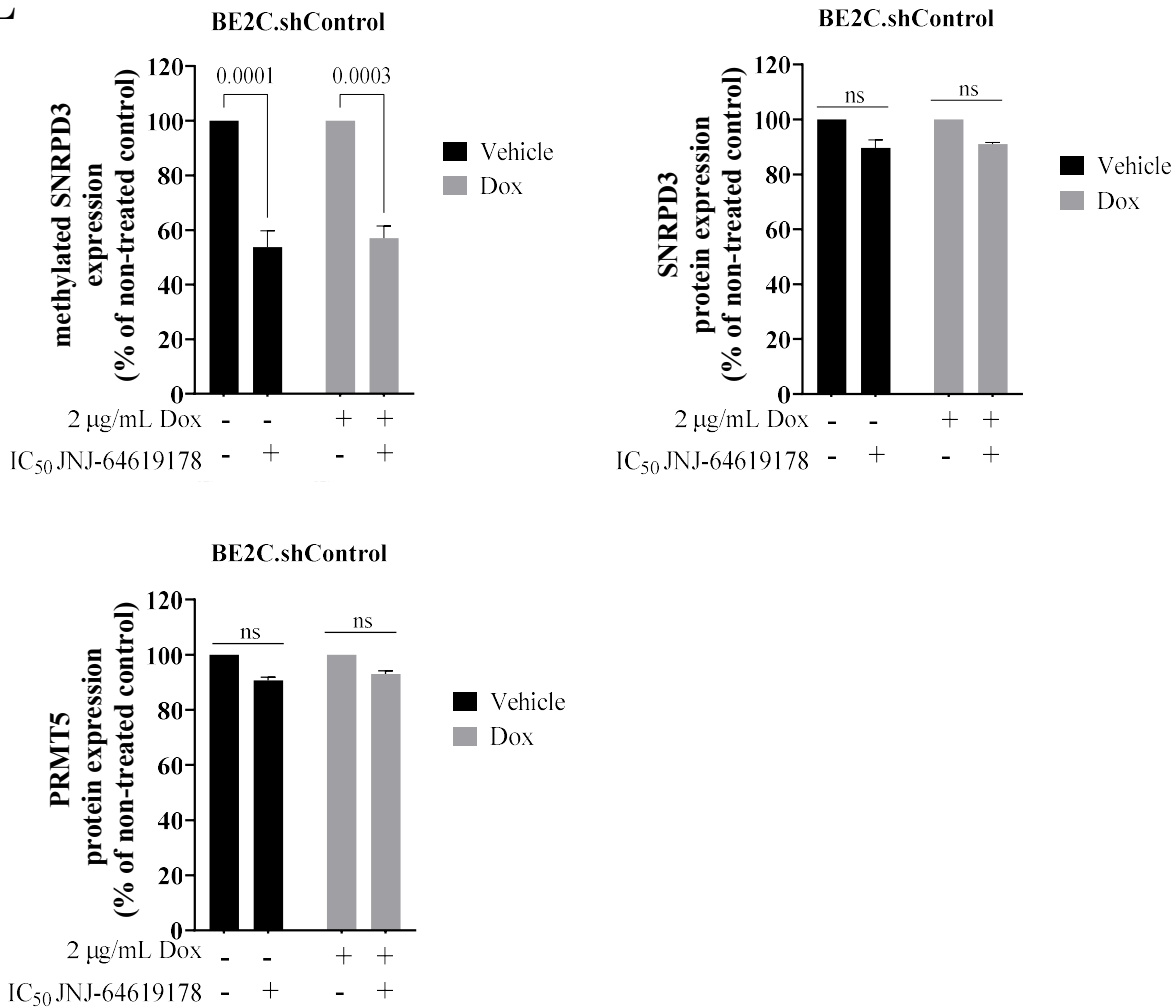 BE2C.shControl
methylated SNRPD3
expression
(% of non-treated control)
120
100
80
60
40
20
0
0.0001
0.0003
Vehicle
Dox
2 μg/mL Dox - - + +
IC50 JNJ-64619178 - + - +
BE2C.shControl
SNRPD3
protein expression
(% of non-treated control)
120
100
80
60
40
20
0
ns
ns
Vehicle
Dox
2 μg/mL Dox - - + +
IC50 JNJ-64619178 - + - +
BE2C.shControl
PRMT5
protein expression
(% of non-treated control)
120
100
80
60
40
20
0
ns
ns
Vehicle
Dox
2 μg/mL Dox - - + +
IC50 JNJ-64619178 - + - +